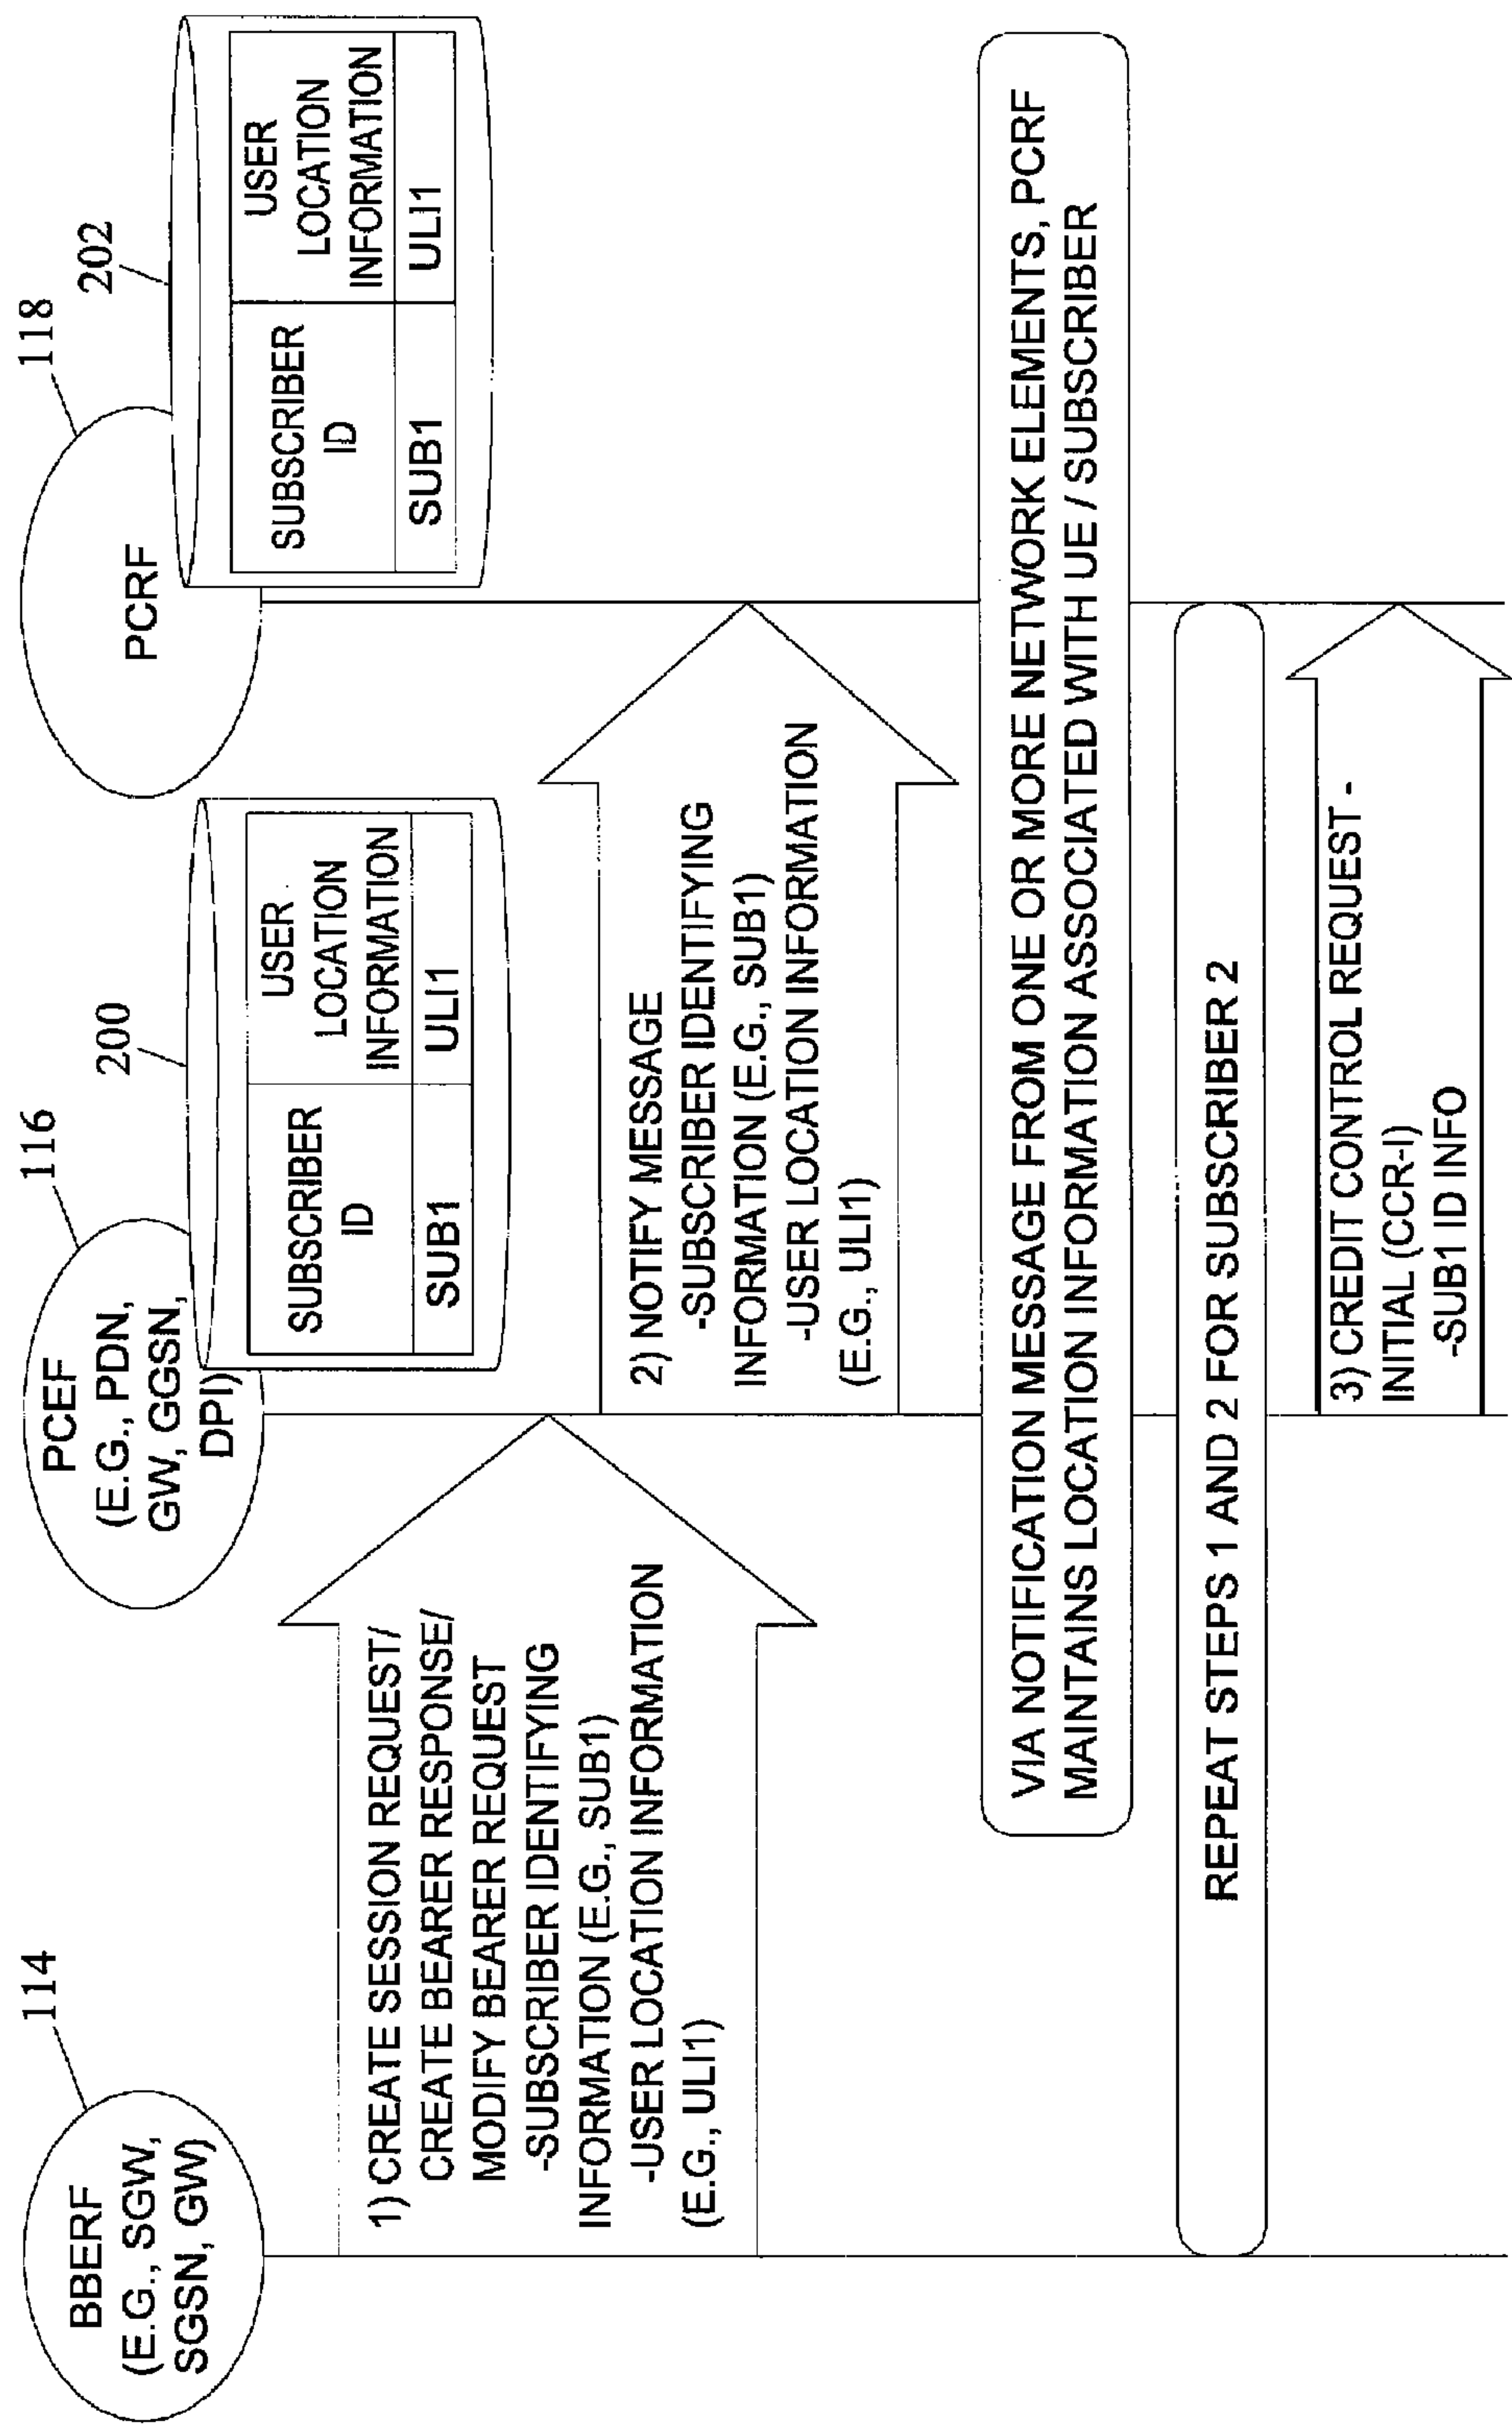 114
BBERF
(E.G., SGW,
SGSN, GW)
116
PCEF
(E.G., PDN,
GW, GGSN,
DPI)
200
SUBSCRIBER
ID
USER
LOCATION
INFORMATION
SUB1
ULI1
118
PCRF
202
SUBSCRIBER
ID
USER
LOCATION
INFORMATION
SUB1
ULI1
1) CREATE SESSION REQUEST/
CREATE BEARER RESPONSE/
MODIFY BEARER REQUEST
-SUBSCRIBER IDENTIFYING
INFORMATION (E.G., SUB1)
-USER LOCATION INFORMATION
(E.G., ULI1)
2) NOTIFY MESSAGE
-SUBSCRIBER IDENTIFYING
INFORMATION (E.G., SUB1)
-USER LOCATION INFORMATION
(E.G., ULI1)
VIA NOTIFICATION MESSAGE FROM ONE OR MORE NETWORK ELEMENTS, PCRF
MAINTAINS LOCATION INFORMATION ASSOCIATED WITH UE / SUBSCRIBER
REPEAT STEPS 1 AND 2 FOR SUBSCRIBER 2
3) CREDIT CONTROL REQUEST -
INITIAL (CCR-I)
-SUB1 ID INFO